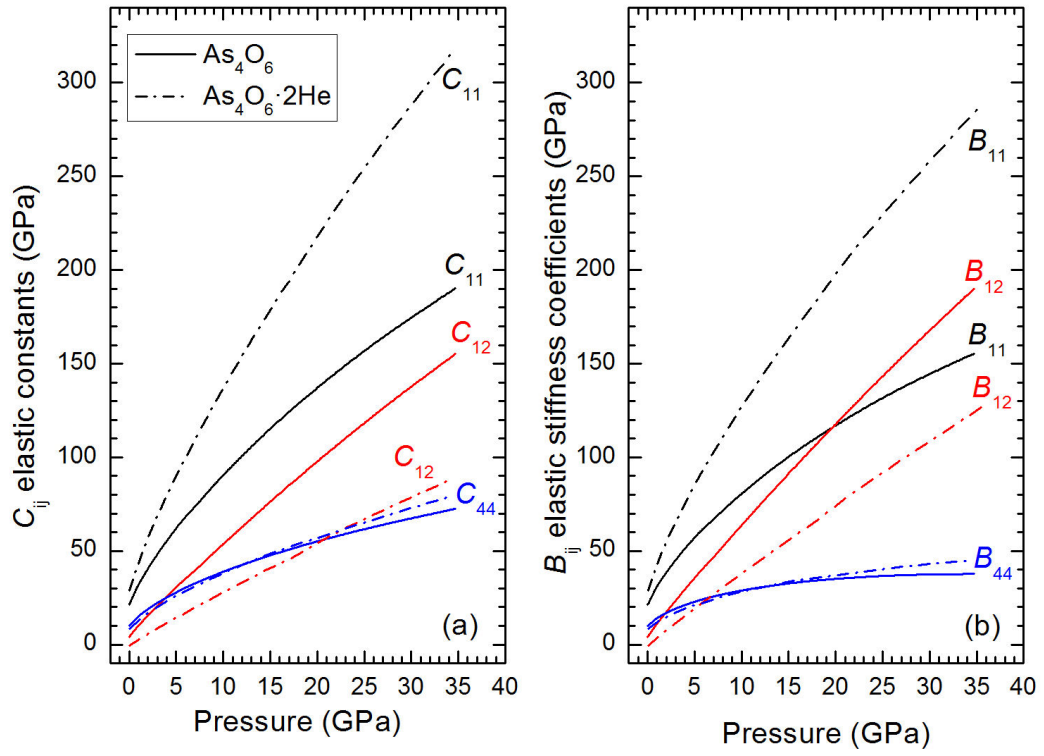 As₄O₆
As₄O₆·2He
C₁₁
C₁₁
C₁₂
C₁₂
C₄₄
(a)
0
50
100
150
200
250
300
0 5 10 15 20 25 30 35 40
Pressure (GPa)
Cᵢⱼ elastic constants (GPa)
B₁₁
B₁₂
B₁₁
B₁₂
B₄₄
(b)
0
50
100
150
200
250
300
0 5 10 15 20 25 30 35 40
Pressure (GPa)
Bᵢⱼ elastic stiffness coefficients (GPa)